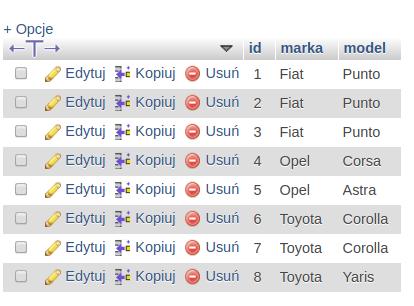 + Opcje
id marka model
Edytuj Kopiuj Usuń 1 Fiat Punto
Edytuj Kopiuj Usuń 2 Fiat Punto
Edytuj Kopiuj Usuń 3 Fiat Punto
Edytuj Kopiuj Usuń 4 Opel Corsa
Edytuj Kopiuj Usuń 5 Opel Astra
Edytuj Kopiuj Usuń 6 Toyota Corolla
Edytuj Kopiuj Usuń 7 Toyota Corolla
Edytuj Kopiuj Usuń 8 Toyota Yaris